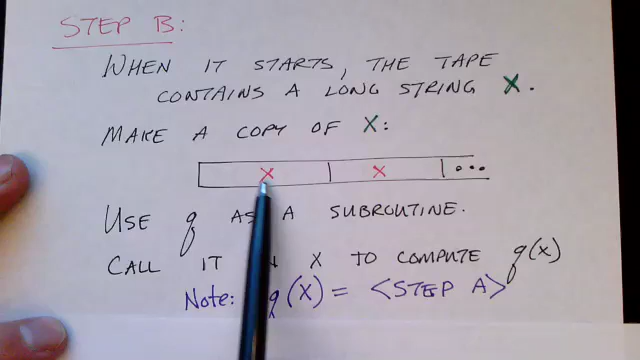 STEP B:
WHEN IT STARTS, THE TAPE
CONTAINS A LONG STRING X.
MAKE A COPY OF X:
X X ...
USE q AS A SUBROUTINE.
CALL IT X TO COMPUTE q(x)
Note: q(X) = <STEP A>